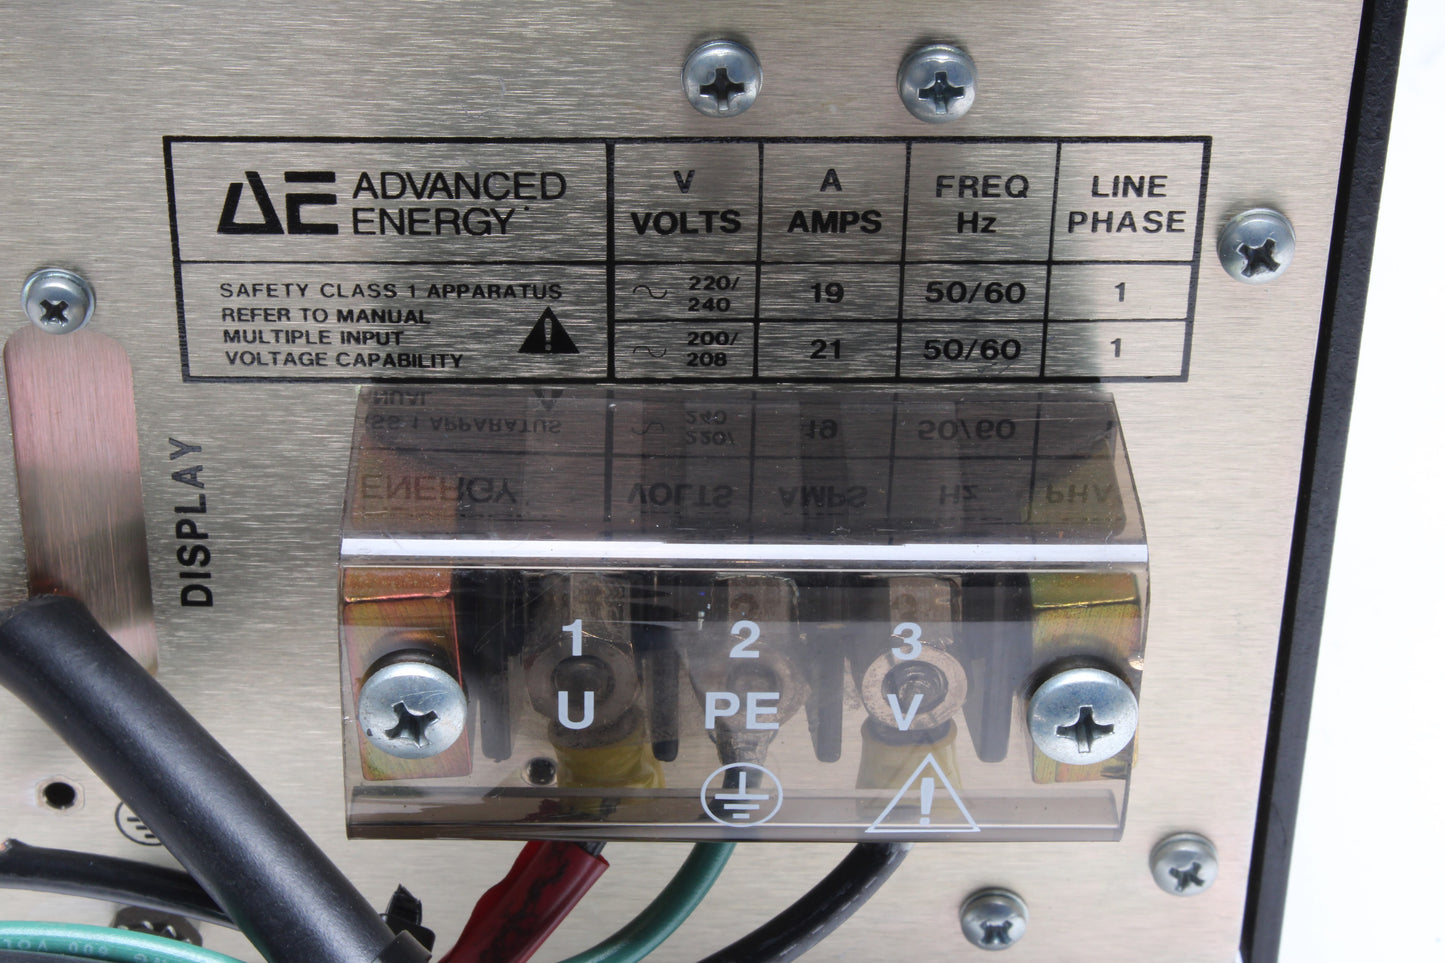 AE ADVANCED
ENERGY
V
VOLTS
A
AMPS
FREQ
Hz
LINE
PHASE
SAFETY CLASS 1 APPARATUS
REFER TO MANUAL
MULTIPLE INPUT
VOLTAGE CAPABILITY
220/
240
19
50/60
1
200/
208
21
50/60
1
DISPLAY
1
2
3
U
PE
V